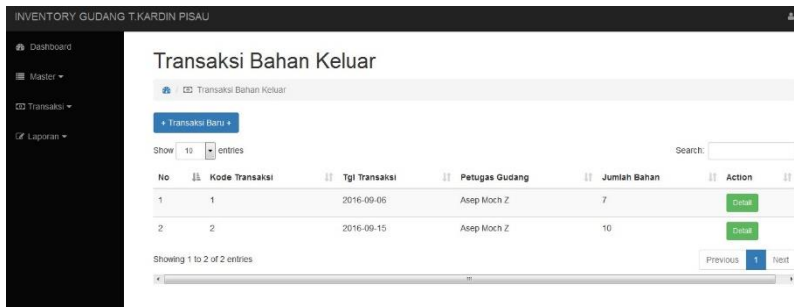 INVENTORY GUDANG T.KARDIN PISAU
Dashboard
Master
Transaksi
Laporan
Transaksi Bahan Keluar
/ Transaksi Bahan Keluar
+ Transaksi Baru +
Show 10 entries
Search:
No Kode Transaksi Tgl Transaksi Petugas Gudang Jumlah Bahan Action
1 1 2016-09-06 Asep Moch Z 7 Detail
2 2 2016-09-15 Asep Moch Z 10 Detail
Showing 1 to 2 of 2 entries
Previous 1 Next